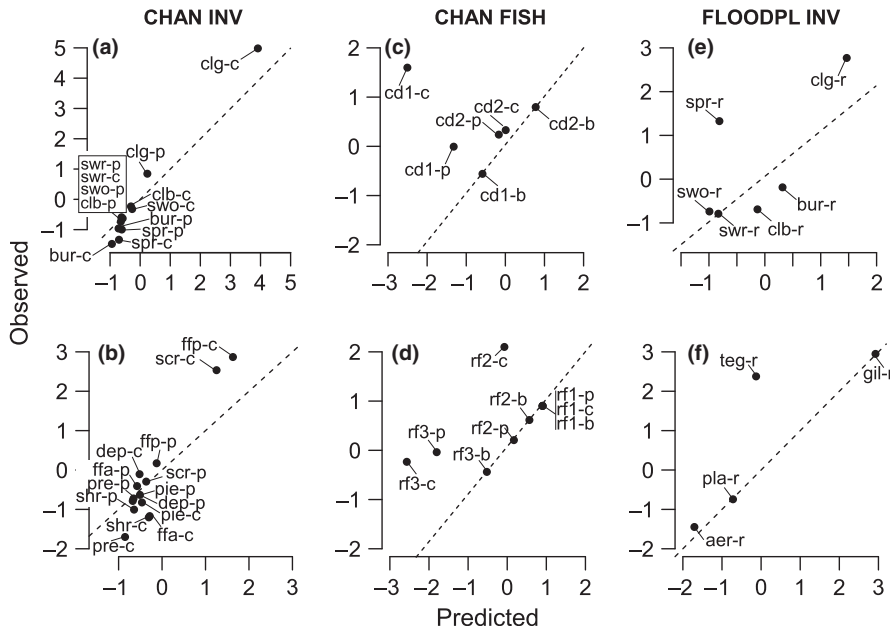 CHAN INV CHAN FISH FLOODPL INV
Observed
(a)
5
4
3
2
1
0
−1
clg-c
clg-p
swr-p
swr-c
swo-p
clb-p
clb-c
swo-c
bur-p
spr-p
spr-c
bur-c
−1 0 1 2 3 4 5
(c)
2
1
0
−1
−2
cd1-c
cd2-c
cd2-p
cd2-b
cd1-p
cd1-b
−3 −2 −1 0 1 2
(e)
3
2
1
0
−1
clg-r
spr-r
swo-r
bur-r
swr-r
clb-r
−1 0 1 2
(b)
3
2
1
0
−1
−2
ffp-c
scr-c
ffp-p
dep-c
ffa-p
scr-p
pre-p
pie-p
shr-p
dep-p
pie-c
shr-c
ffa-c
pre-c
−1 0 1 2 3
(d)
2
1
0
−1
−2
rf2-c
rf1-p
rf1-c
rf1-b
rf2-b
rf3-p
rf2-p
rf3-b
rf3-c
−3 −2 −1 0 1 2
(f)
3
2
1
0
−1
−2
teg-r
gil-r
pla-r
aer-r
−2 −1 0 1 2 3
Predicted